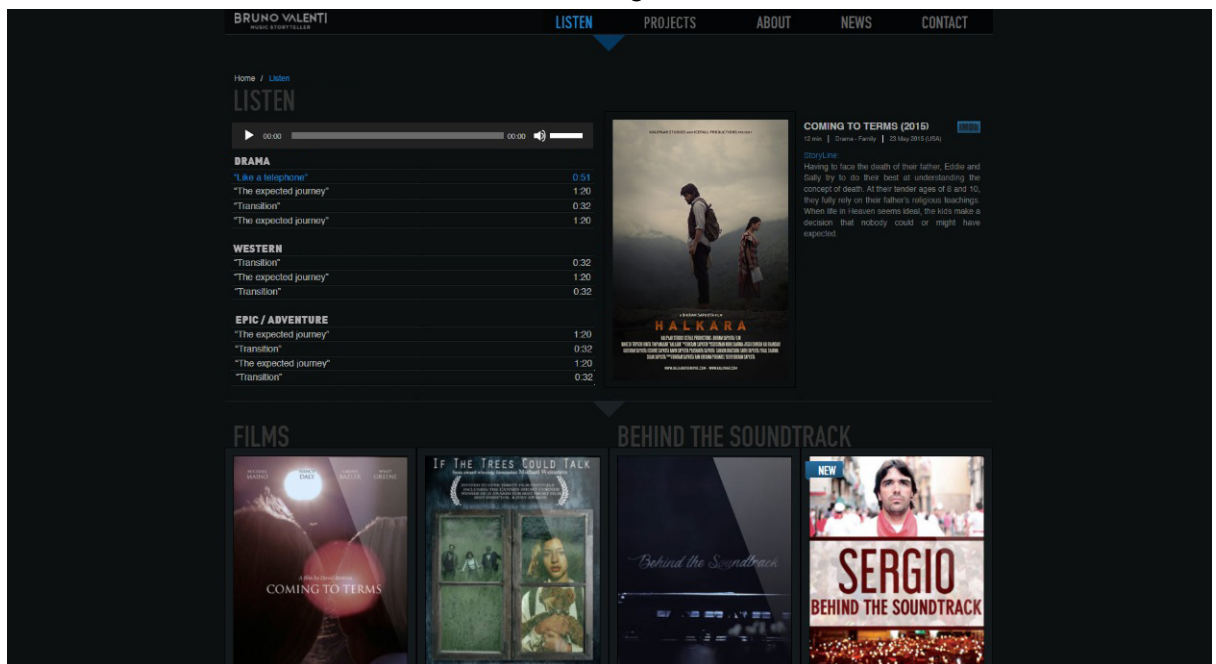 BRUNO VALENTI
MUSIC STORYTELLER
LISTEN
PROJECTS
ABOUT
NEWS
CONTACT
Home / Listen
LISTEN
00:00
00:00
DRAMA
"Like a telephone" 0:51
"The expected journey" 1:20
"Transition" 0:32
"The expected journey" 1:20
WESTERN
"Transition" 0:32
"The expected journey" 1:20
"Transition" 0:32
EPIC / ADVENTURE
"The expected journey" 1:20
"Transition" 0:32
"The expected journey" 1:20
"Transition" 0:32
HALKARA
COMING TO TERMS (2015)
12 min | Drama - Family | 23 May 2015 (USA)
StoryLine:
Having to face the death of their father, Eddie and
Sally try to do their best at understanding the
concept of death. At their tender ages of 8 and 10,
they fully rely on their father's religious teachings.
When life in Heaven seems ideal, the kids make a
decision that nobody could or might have
expected.
FILMS
BEHIND THE SOUNDTRACK
MAINO
DALY
GREENE
A film by David
COMING TO TERMS
IF THE TREES COULD TALK
Behind the Soundtrack
NEW
SERGIO
BEHIND THE SOUNDTRACK